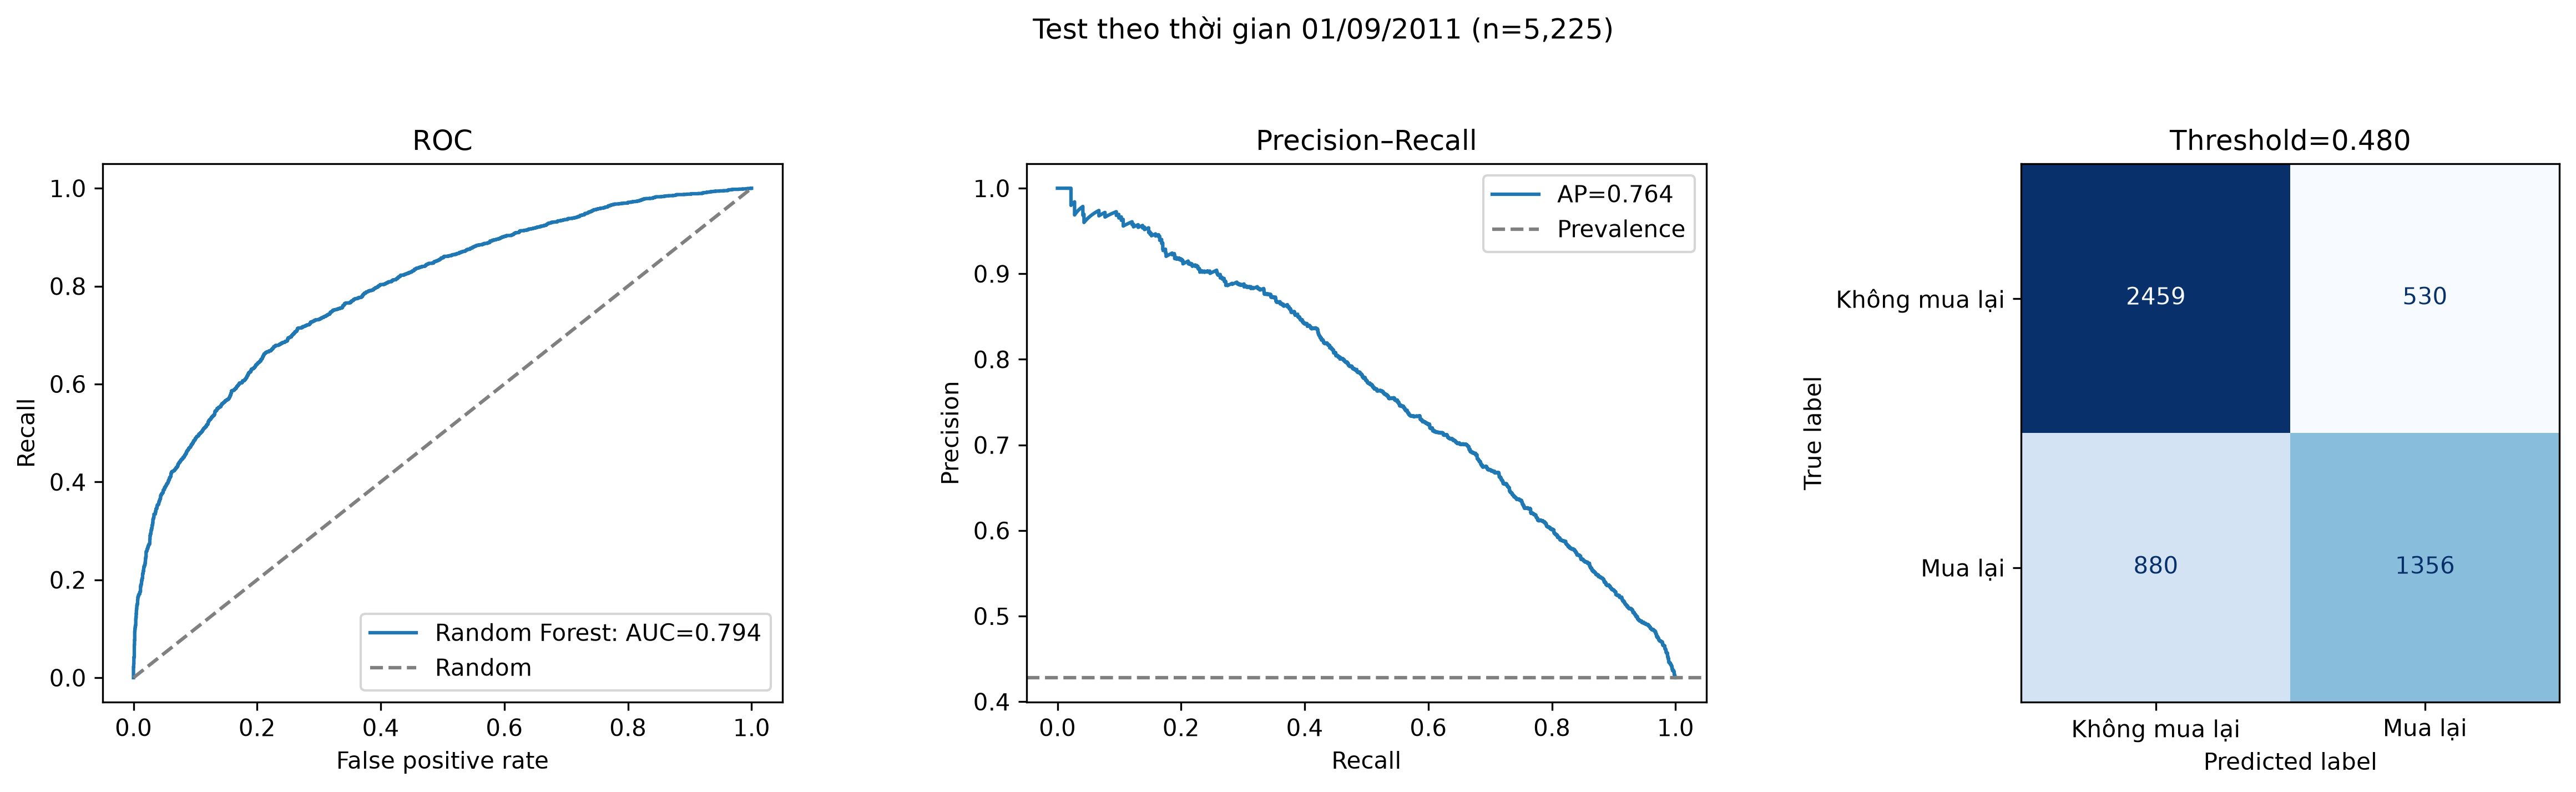 Test theo thời gian 01/09/2011 (n=5,225)
ROC
1.0
0.8
0.6
0.4
0.2
0.0
Recall
0.0 0.2 0.4 0.6 0.8 1.0
False positive rate
Random Forest: AUC=0.794
Random
Precision–Recall
1.0
0.9
0.8
0.7
0.6
0.5
0.4
Precision
0.0 0.2 0.4 0.6 0.8 1.0
Recall
AP=0.764
Prevalence
Threshold=0.480
True label
Không mua lại 2459 530
Mua lại 880 1356
Không mua lại Mua lại
Predicted label